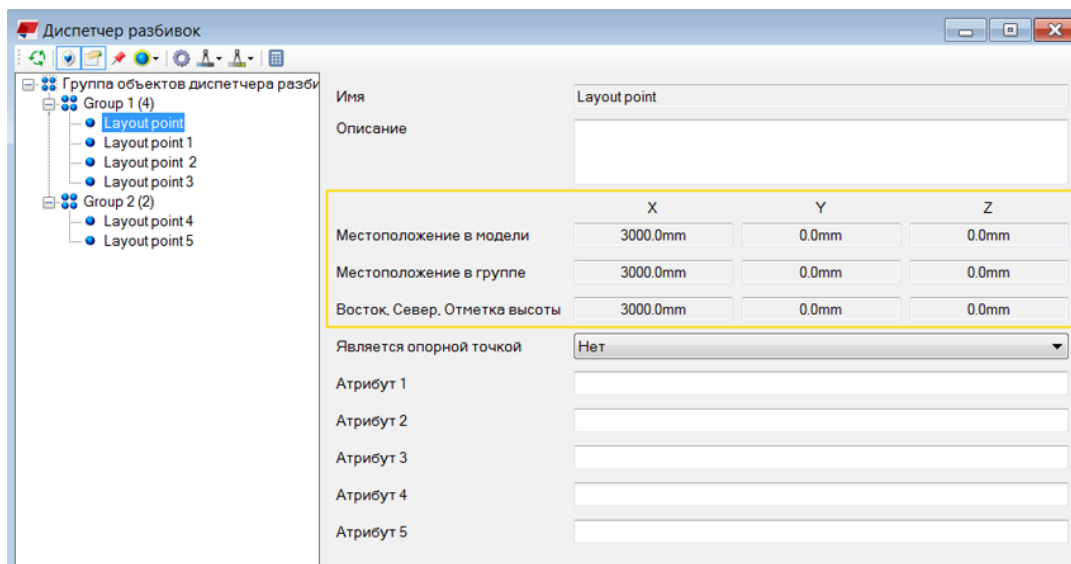 Диспетчер разбивок
Группа объектов диспетчера разби
Group 1 (4)
Layout point
Layout point 1
Layout point 2
Layout point 3
Group 2 (2)
Layout point 4
Layout point 5
Имя Layout point
Описание
X Y Z
Местоположение в модели 3000.0mm 0.0mm 0.0mm
Местоположение в группе 3000.0mm 0.0mm 0.0mm
Восток, Север, Отметка высоты 3000.0mm 0.0mm 0.0mm
Является опорной точкой Нет
Атрибут 1
Атрибут 2
Атрибут 3
Атрибут 4
Атрибут 5